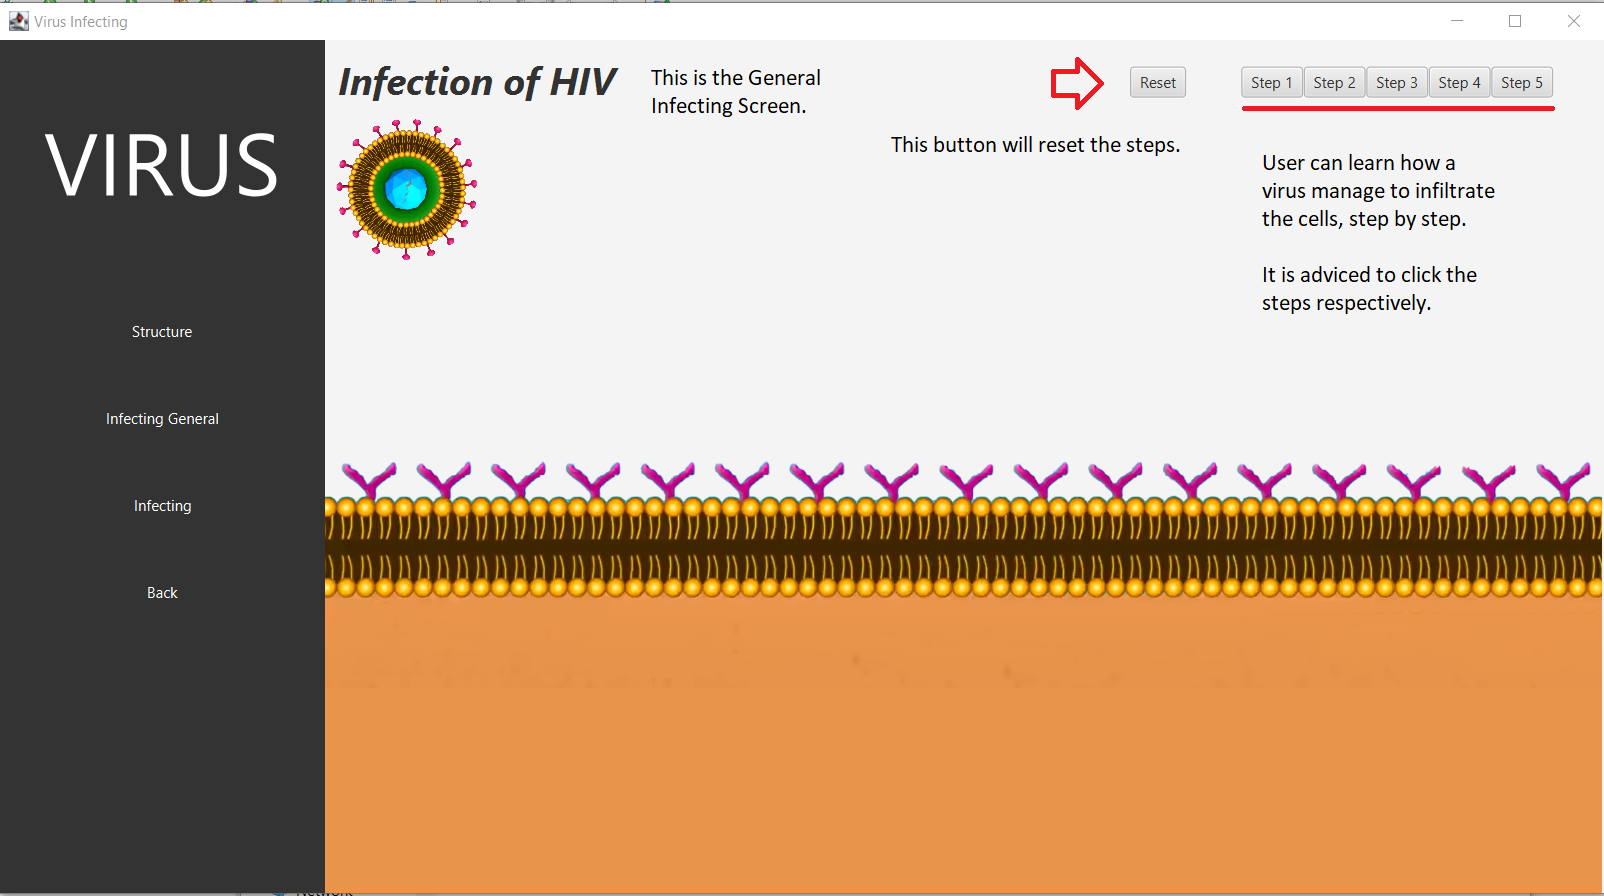 Virus Infecting
VIRUS
Structure
Infecting General
Infecting
Back
Infection of HIV
This is the General
Infecting Screen.
Reset
This button will reset the steps.
Step 1 Step 2 Step 3 Step 4 Step 5
User can learn how a
virus manage to infiltrate
the cells, step by step.
It is adviced to click the
steps respectively.
Network